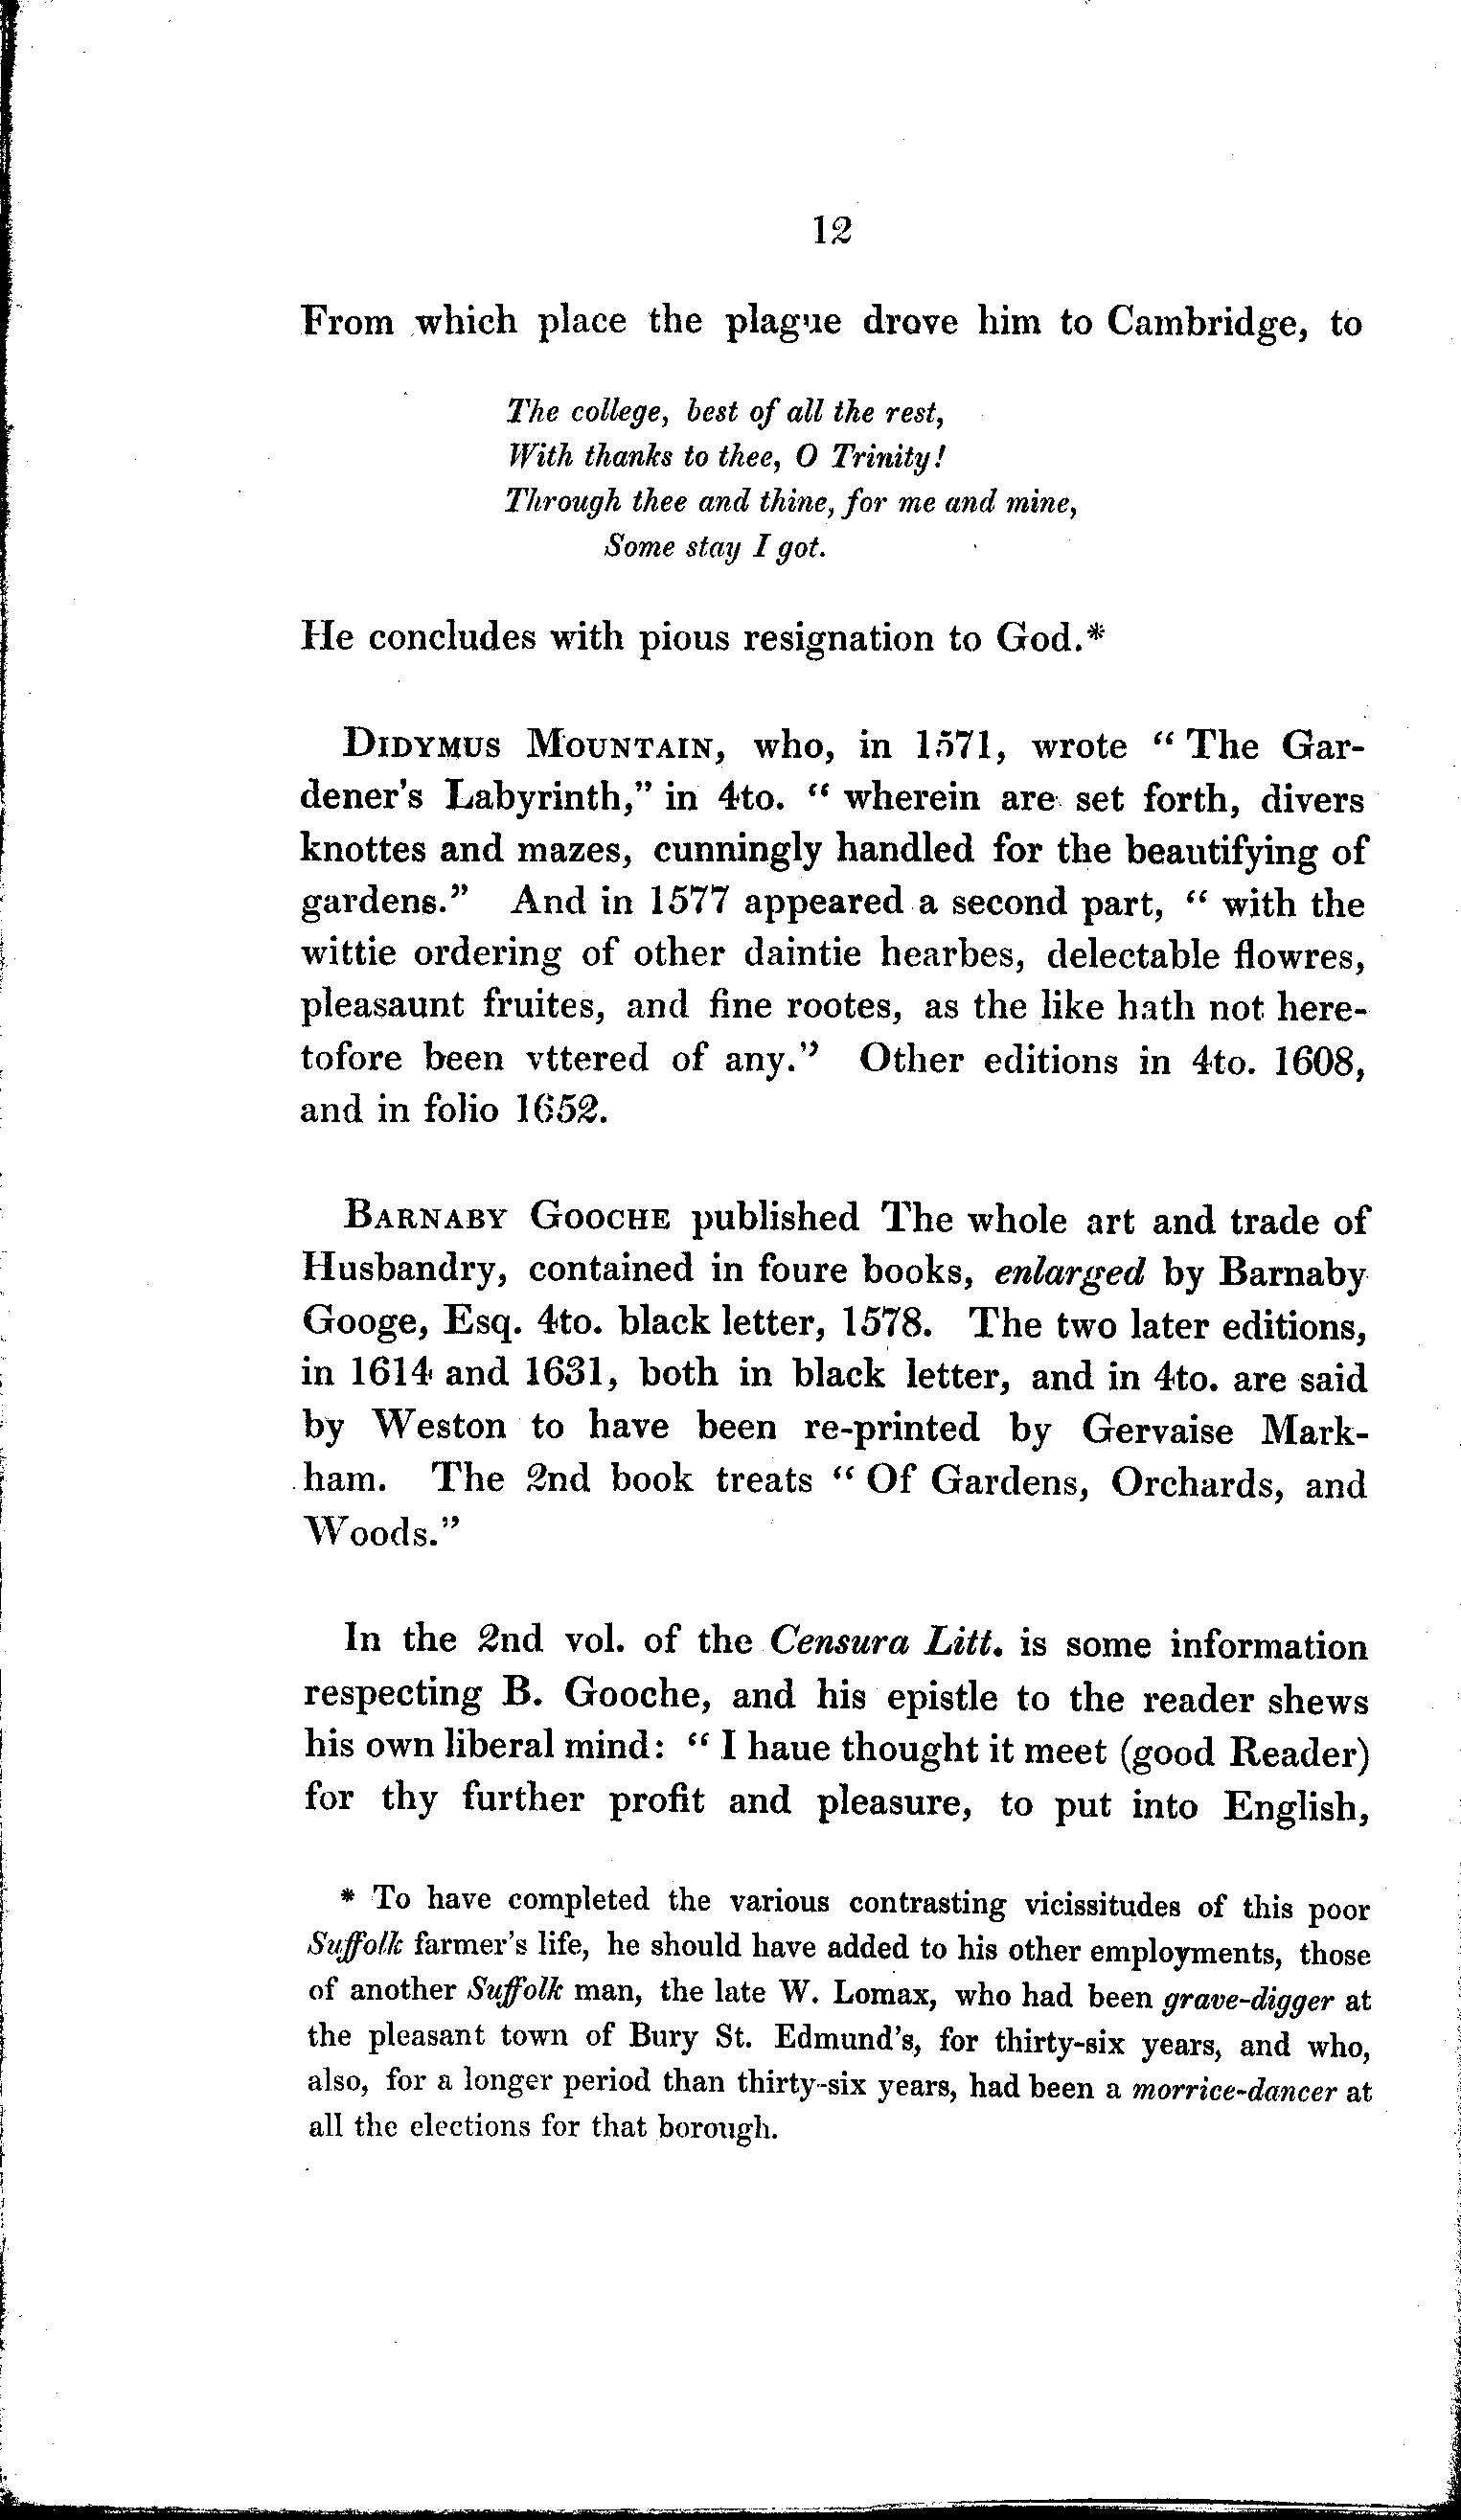 12
From which place the plague drove him to Cambridge, to
The college, best of all the rest,
With thanks to thee, O Trinity!
Through thee and thine, for me and mine,
Some stay I got.
He concludes with pious resignation to God.*
DIDYMUS MOUNTAIN, who, in 1571, wrote “ The Gar-
dener's Labyrinth,” in 4to. “ wherein are set forth, divers
knottes and mazes, cunningly handled for the beautifying of
gardens.” And in 1577 appeared a second part, “ with the
wittie ordering of other daintie hearbes, delectable flowres,
pleasaunt fruites, and fine rootes, as the like hath not here-
tofore been vttered of any.” Other editions in 4to. 1608,
and in folio 1652.
BARNABY GOOCHE published The whole art and trade of
Husbandry, contained in foure books, enlarged by Barnaby
Googe, Esq. 4to. black letter, 1578. The two later editions,
in 1614 and 1631, both in black letter, and in 4to. are said
by Weston to have been re-printed by Gervaise Mark-
ham. The 2nd book treats “ Of Gardens, Orchards, and
Woods.”
In the 2nd vol. of the Censura Litt. is some information
respecting B. Gooche, and his epistle to the reader shews
his own liberal mind: “ I haue thought it meet (good Reader)
for thy further profit and pleasure, to put into English,
* To have completed the various contrasting vicissitudes of this poor
Suffolk farmer's life, he should have added to his other employments, those
of another Suffolk man, the late W. Lomax, who had been grave-digger at
the pleasant town of Bury St. Edmund's, for thirty-six years, and who,
also, for a longer period than thirty-six years, had been a morrice-dancer at
all the elections for that borough.